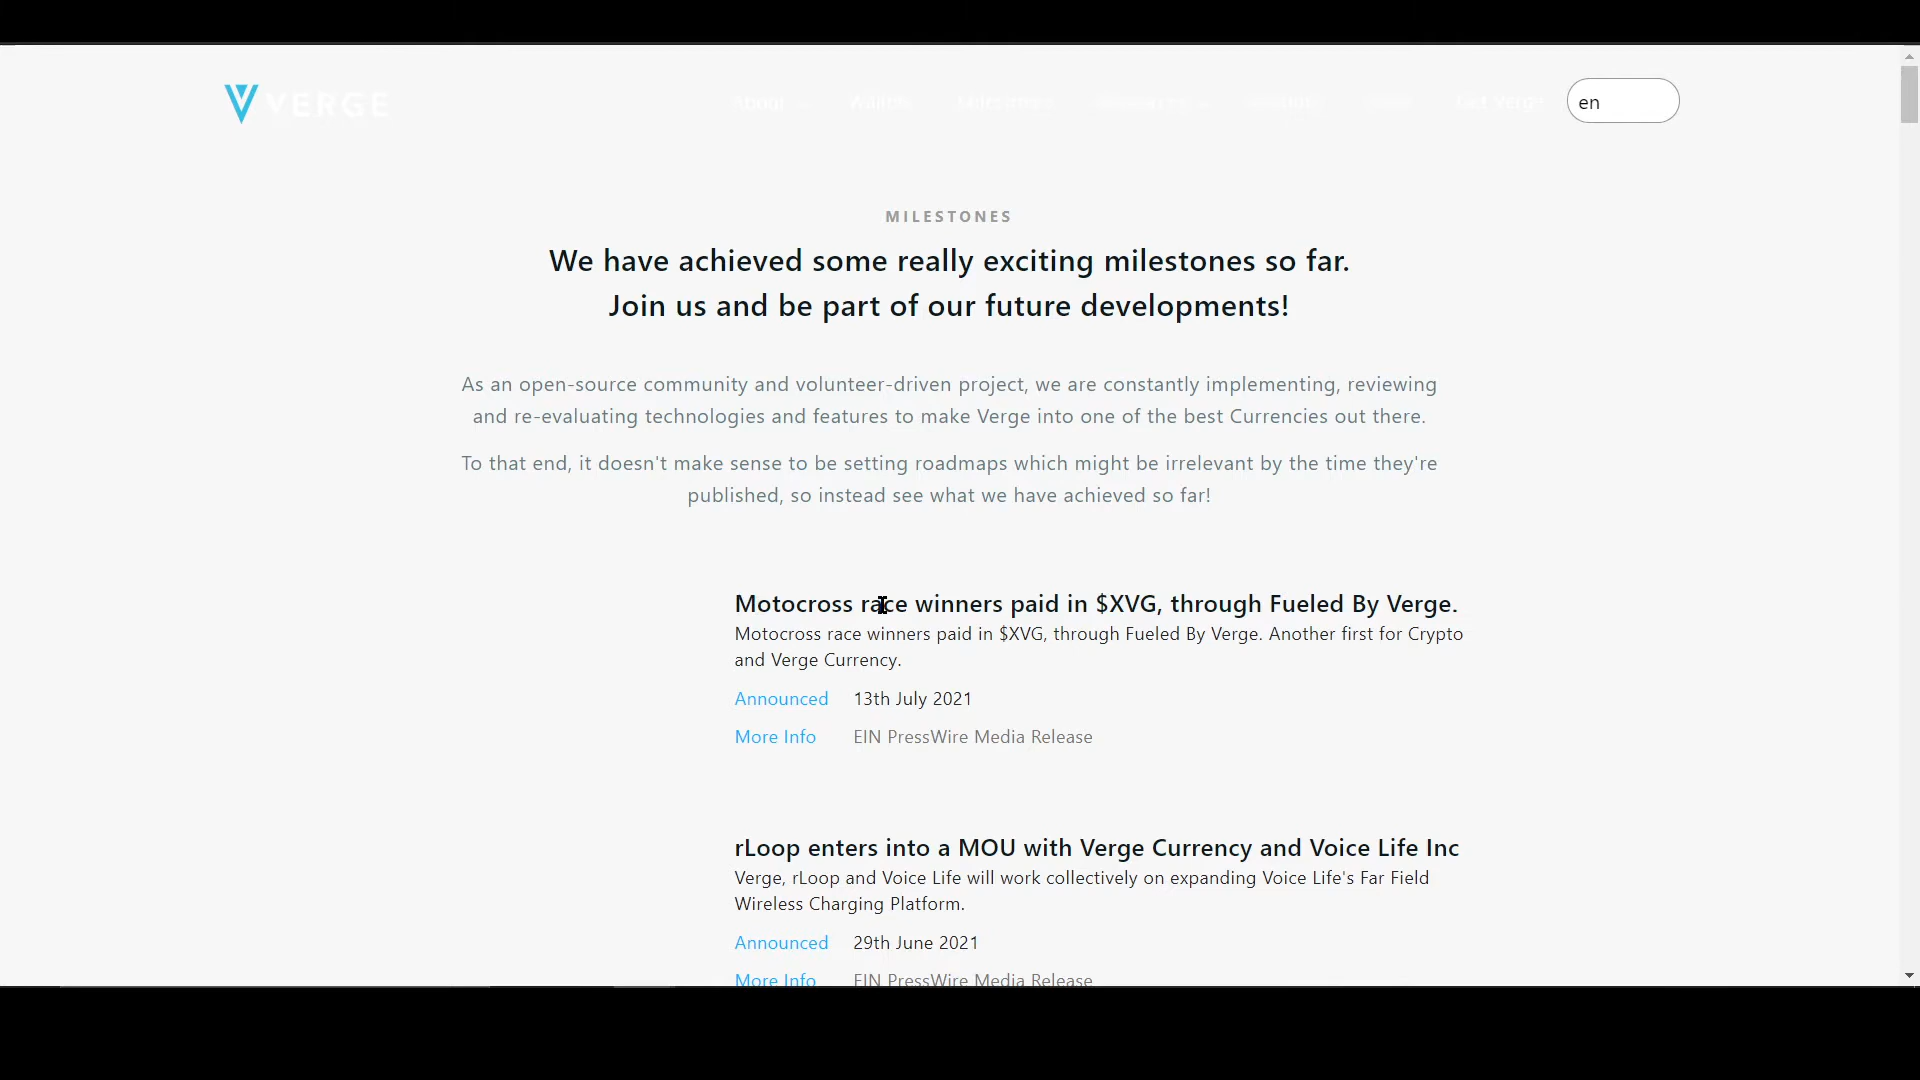 VERGE
About
Get Verge
en
MILESTONES
We have achieved some really exciting milestones so far.
Join us and be part of our future developments!
As an open-source community and volunteer-driven project, we are constantly implementing, reviewing
and re-evaluating technologies and features to make Verge into one of the best Currencies out there.
To that end, it doesn't make sense to be setting roadmaps which might be irrelevant by the time they're
published, so instead see what we have achieved so far!
Motocross race winners paid in $XVG, through Fueled By Verge.
Motocross race winners paid in $XVG, through Fueled By Verge. Another first for Crypto
and Verge Currency.
Announced 13th July 2021
More Info EIN PressWire Media Release
rLoop enters into a MOU with Verge Currency and Voice Life Inc
Verge, rLoop and Voice Life will work collectively on expanding Voice Life's Far Field
Wireless Charging Platform.
Announced 29th June 2021
More Info EIN PressWire Media Release